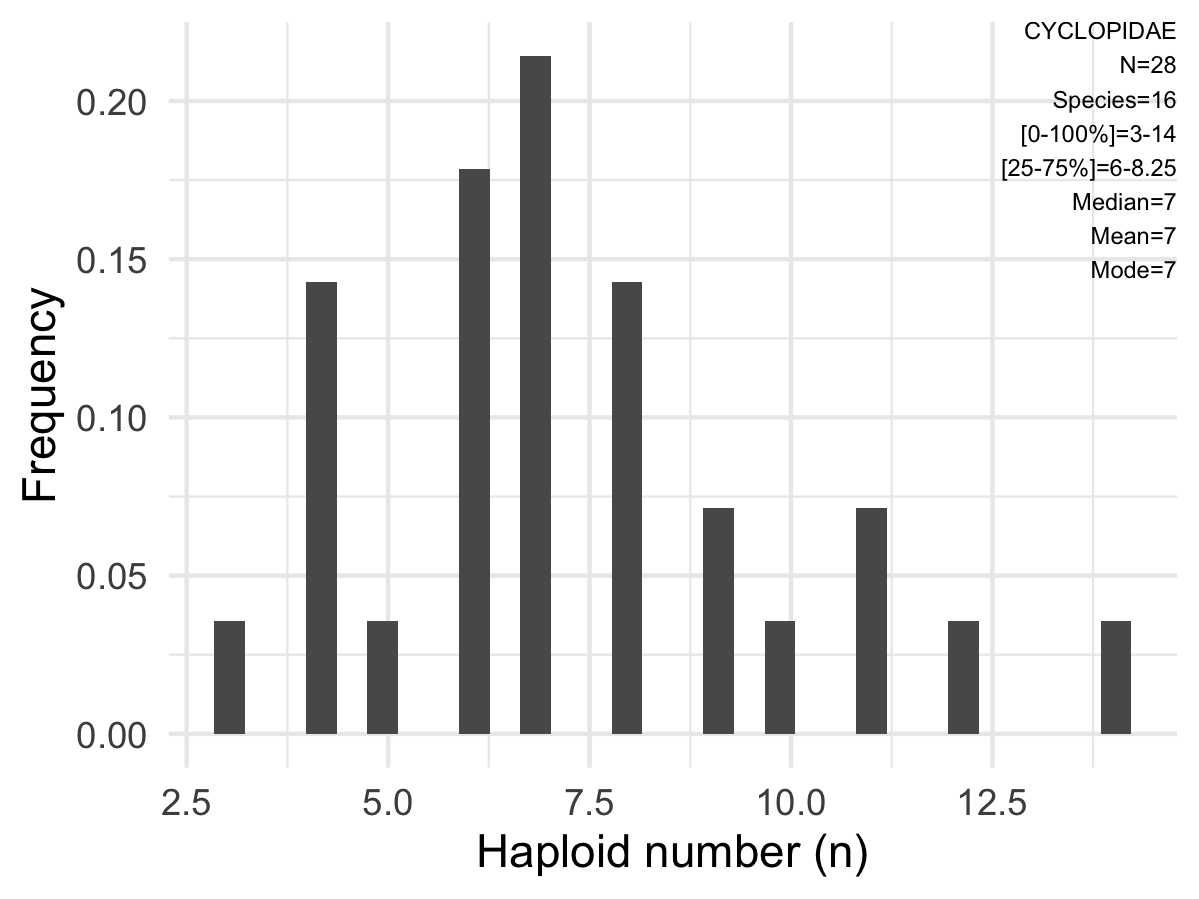 CYCLOPIDAE
N=28
Species=16
[0-100%]=3-14
[25-75%]=6-8.25
Median=7
Mean=7
Mode=7
Frequency
0.20
0.15
0.10
0.05
0.00
2.5 5.0 7.5 10.0 12.5
Haploid number (n)